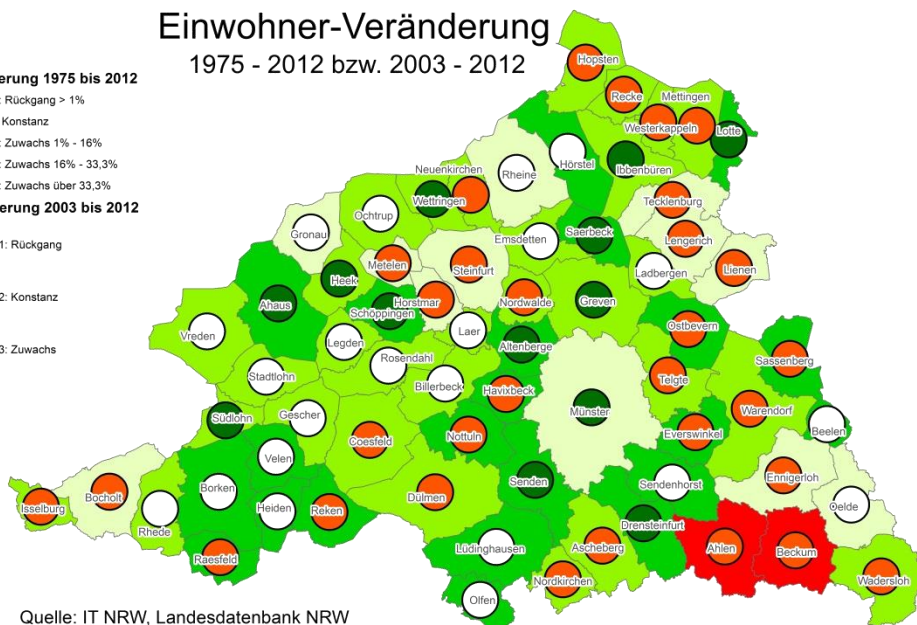 Einwohner-Veränderung
1975 - 2012 bzw. 2003 - 2012
erung 1975 bis 2012
: Rückgang > 1%
Konstanz
: Zuwachs 1% - 16%
: Zuwachs 16% - 33,3%
: Zuwachs über 33,3%
erung 2003 bis 2012
1: Rückgang
2: Konstanz
3: Zuwachs
Hopsten
Recke
Mettingen
Westerkappeln
Lotte
Hörstel
Ibbenbüren
Neuenkirchen
Rheine
Wettringen
Tecklenburg
Ochtrup
Gronau
Emsdetten
Saerbeck
Lengerich
Metelen
Steinfurt
Ladbergen
Lienen
Heek
Ahaus
Schöppingen
Horstmar
Nordwalde
Greven
Vreden
Legden
Laer
Altenberge
Ostbevern
Rosendahl
Sassenberg
Stadtlohn
Billerbeck
Havixbeck
Telgte
Südlohn
Gescher
Münster
Warendorf
Coesfeld
Nottuln
Everswinkel
Beelen
Velen
Borken
Senden
Sendenhorst
Ennigerloh
Isselburg
Bocholt
Rhede
Heiden
Reken
Dülmen
Oelde
Drensteinfurt
Raesfeld
Lüdinghausen
Ascheberg
Ahlen
Beckum
Nordkirchen
Wadersloh
Olfen
Quelle: IT NRW, Landesdatenbank NRW